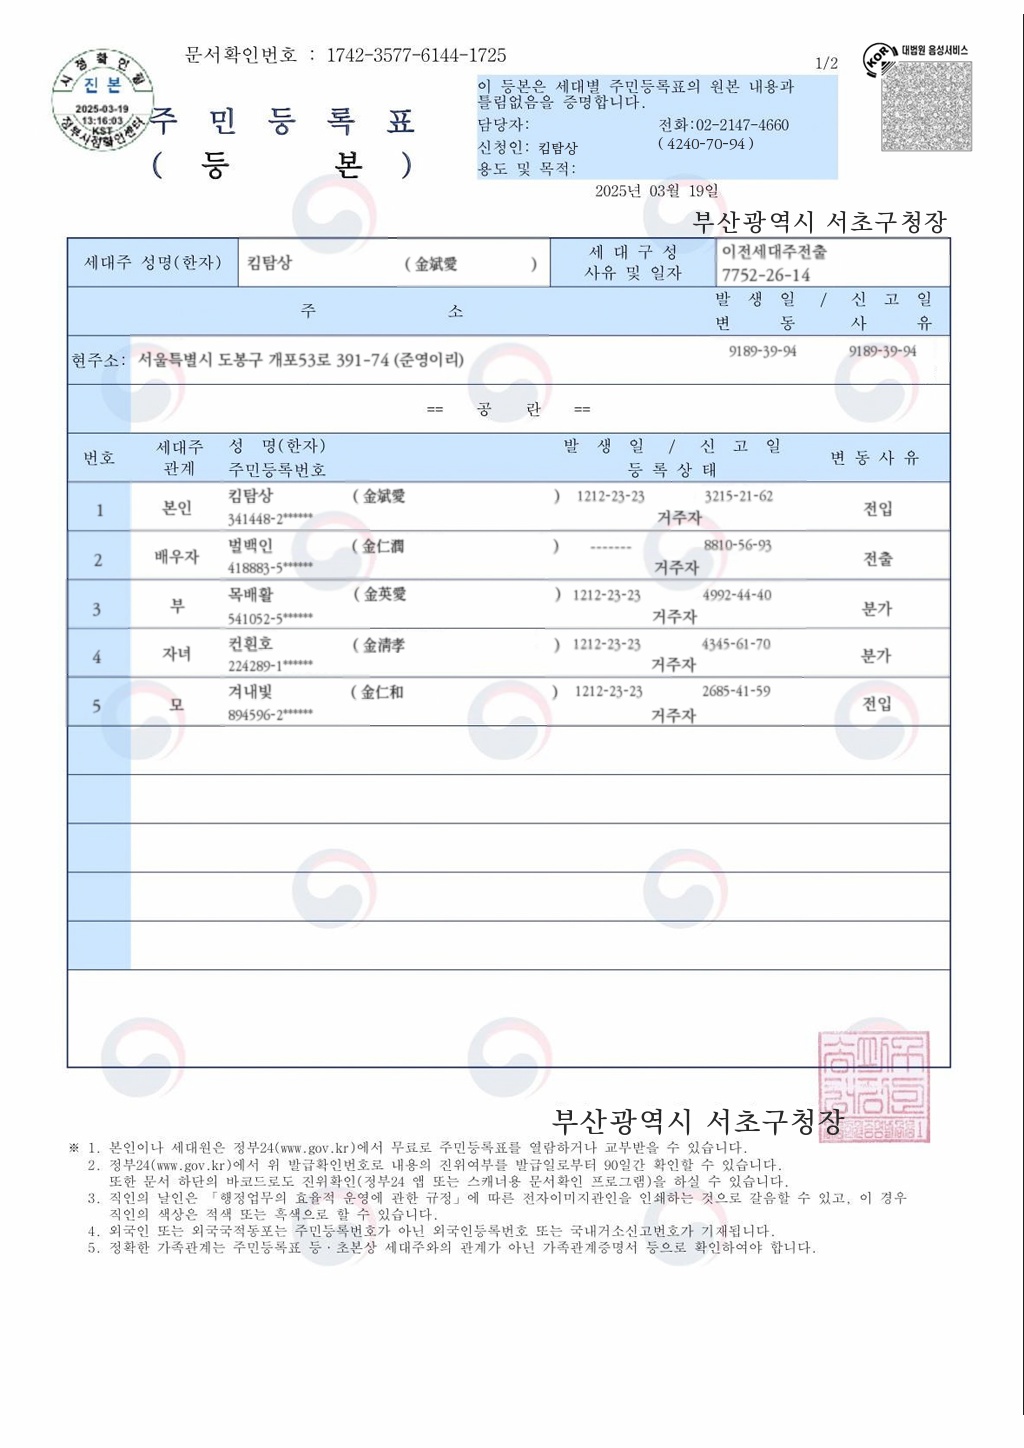 문서확인번호 : 1742-3577-6144-1725
1/2
대법원 음성서비스
KOR
시점확인필
진본
2025-03-19
13:16:03
KST
정부시점확인센터
주민등록표
( 등 본 )
이 등본은 세대별 주민등록표의 원본 내용과
틀림없음을 증명합니다.
담당자: 전화:02-2147-4660
신청인: 킴탐상 ( 4240-70-94 )
용도 및 목적:
2025년 03월 19일
부산광역시 서초구청장
세대주 성명(한자) 킴탐상 ( 金斌愛 ) 세 대 구 성 사유 및 일자 이전세대주전출
7752-26-14
주 소 발 생 일 / 신 고 일
변 동 사 유
현주소: 서울특별시 도봉구 개포53로 391-74 (준영이리) 9189-39-94 9189-39-94
== 공 란 ==
번호 세대주 관계 성 명(한자) 주민등록번호 발 생 일 / 신 고 일 등 록 상 태 변 동 사 유
1 본인 킴탐상 ( 金斌愛 ) 1212-23-23 3215-21-62 전입
341448-2****** 거주자
2 배우자 벌백인 ( 金仁潤 ) ------- 8810-56-93 전출
418883-5****** 거주자
3 부 목배활 ( 金英愛 ) 1212-23-23 4992-44-40 분가
541052-5****** 거주자
4 자녀 컨훤호 ( 金淸孝 ) 1212-23-23 4345-61-70 분가
224289-1****** 거주자
5 모 겨내빛 ( 金仁和 ) 1212-23-23 2685-41-59 전입
894596-2****** 거주자
부산광역시 서초구청장
※ 1. 본인이나 세대원은 정부24(www.gov.kr)에서 무료로 주민등록표를 열람하거나 교부받을 수 있습니다.
2. 정부24(www.gov.kr)에서 위 발급확인번호로 내용의 진위여부를 발급일로부터 90일간 확인할 수 있습니다.
또한 문서 하단의 바코드로도 진위확인(정부24 앱 또는 스캐너용 문서확인 프로그램)을 하실 수 있습니다.
3. 직인의 날인은 「행정업무의 효율적 운영에 관한 규정」에 따른 전자이미지관인을 인쇄하는 것으로 갈음할 수 있고, 이 경우
직인의 색상은 적색 또는 흑색으로 할 수 있습니다.
4. 외국인 또는 외국국적동포는 주민등록번호가 아닌 외국인등록번호 또는 국내거소신고번호가 기재됩니다.
5. 정확한 가족관계는 주민등록표 등·초본상 세대주와의 관계가 아닌 가족관계증명서 등으로 확인하여야 합니다.